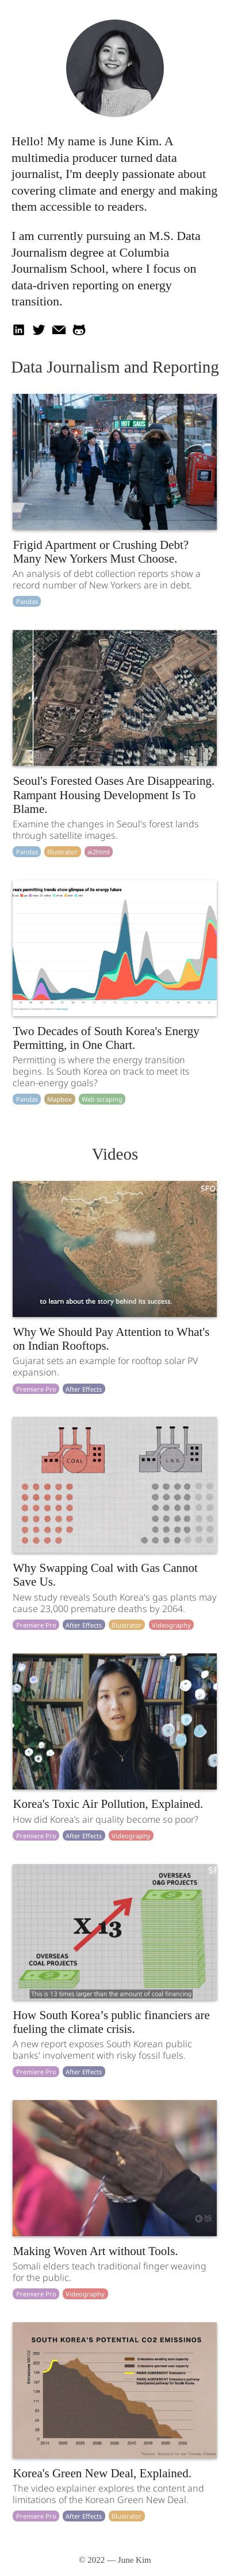 Hello! My name is June Kim. A
multimedia producer turned data
journalist, I'm deeply passionate about
covering climate and energy and making
them accessible to readers.
I am currently pursuing an M.S. Data
Journalism degree at Columbia
Journalism School, where I focus on
data-driven reporting on energy
transition.
Data Journalism and Reporting
HOT SUDS
Frigid Apartment or Crushing Debt?
Many New Yorkers Must Choose.
An analysis of debt collection reports show a
record number of New Yorkers are in debt.
Pandas
Seoul's Forested Oases Are Disappearing.
Rampant Housing Development Is To
Blame.
Examine the changes in Seoul's forest lands
through satellite images.
Pandas Illustrator ai2html
permitting trends show glimpse of its energy future
Two Decades of South Korea's Energy
Permitting, in One Chart.
Permitting is where the energy transition
begins. Is South Korea on track to meet its
clean-energy goals?
Pandas Mapbox Web scraping
Videos
SFO
to learn about the story behind its success.
Why We Should Pay Attention to What's
on Indian Rooftops.
Gujarat sets an example for rooftop solar PV
expansion.
Premiere Pro After Effects
COAL LNG
Why Swapping Coal with Gas Cannot
Save Us.
New study reveals South Korea's gas plants may
cause 23,000 premature deaths by 2064.
Premiere Pro After Effects Illustrator Videography
Korea's Toxic Air Pollution, Explained.
How did Korea’s air quality become so poor?
Premiere Pro After Effects Videography
OVERSEAS
O&G PROJECTS
X 13
OVERSEAS
COAL PROJECTS
This is 13 times larger than the amount of coal financing
How South Korea’s public financiers are
fueling the climate crisis.
A new report exposes South Korean public
banks' involvement with risky fossil fuels.
Premiere Pro After Effects
Making Woven Art without Tools.
Somali elders teach traditional finger weaving
for the public.
Premiere Pro Videography
SOUTH KOREA'S POTENTIAL CO2 EMISSINOS
Korea's Green New Deal, Explained.
The video explainer explores the content and
limitations of the Korean Green New Deal.
Premiere Pro After Effects Illustrator
© 2022 — June Kim